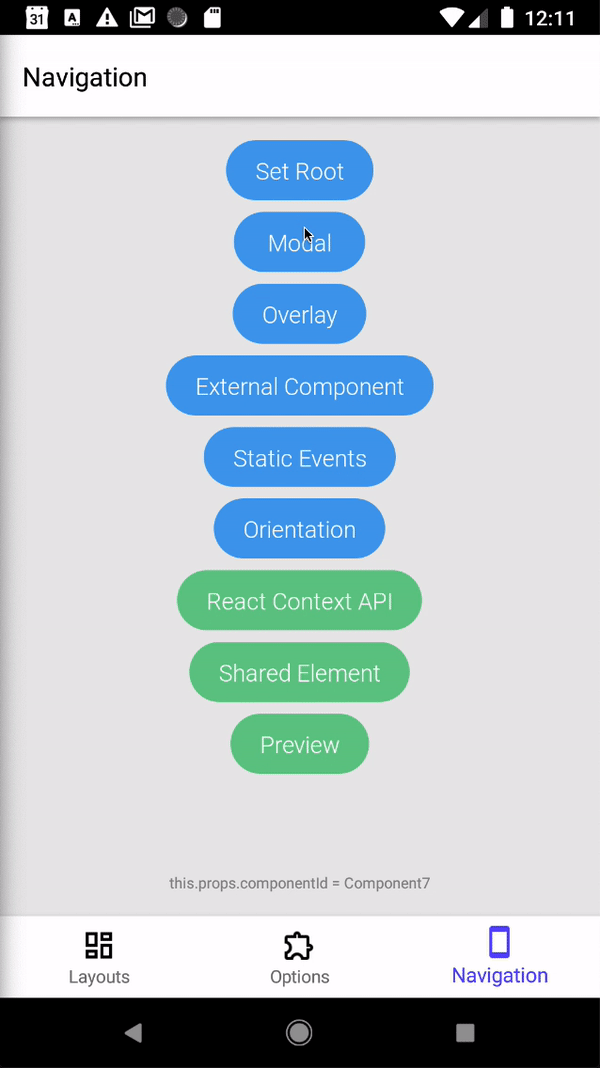 31 A 12:11
Navigation
Set Root
Modal
Overlay
External Component
Static Events
Orientation
React Context API
Shared Element
Preview
this.props.componentId = Component7
Layouts Options Navigation